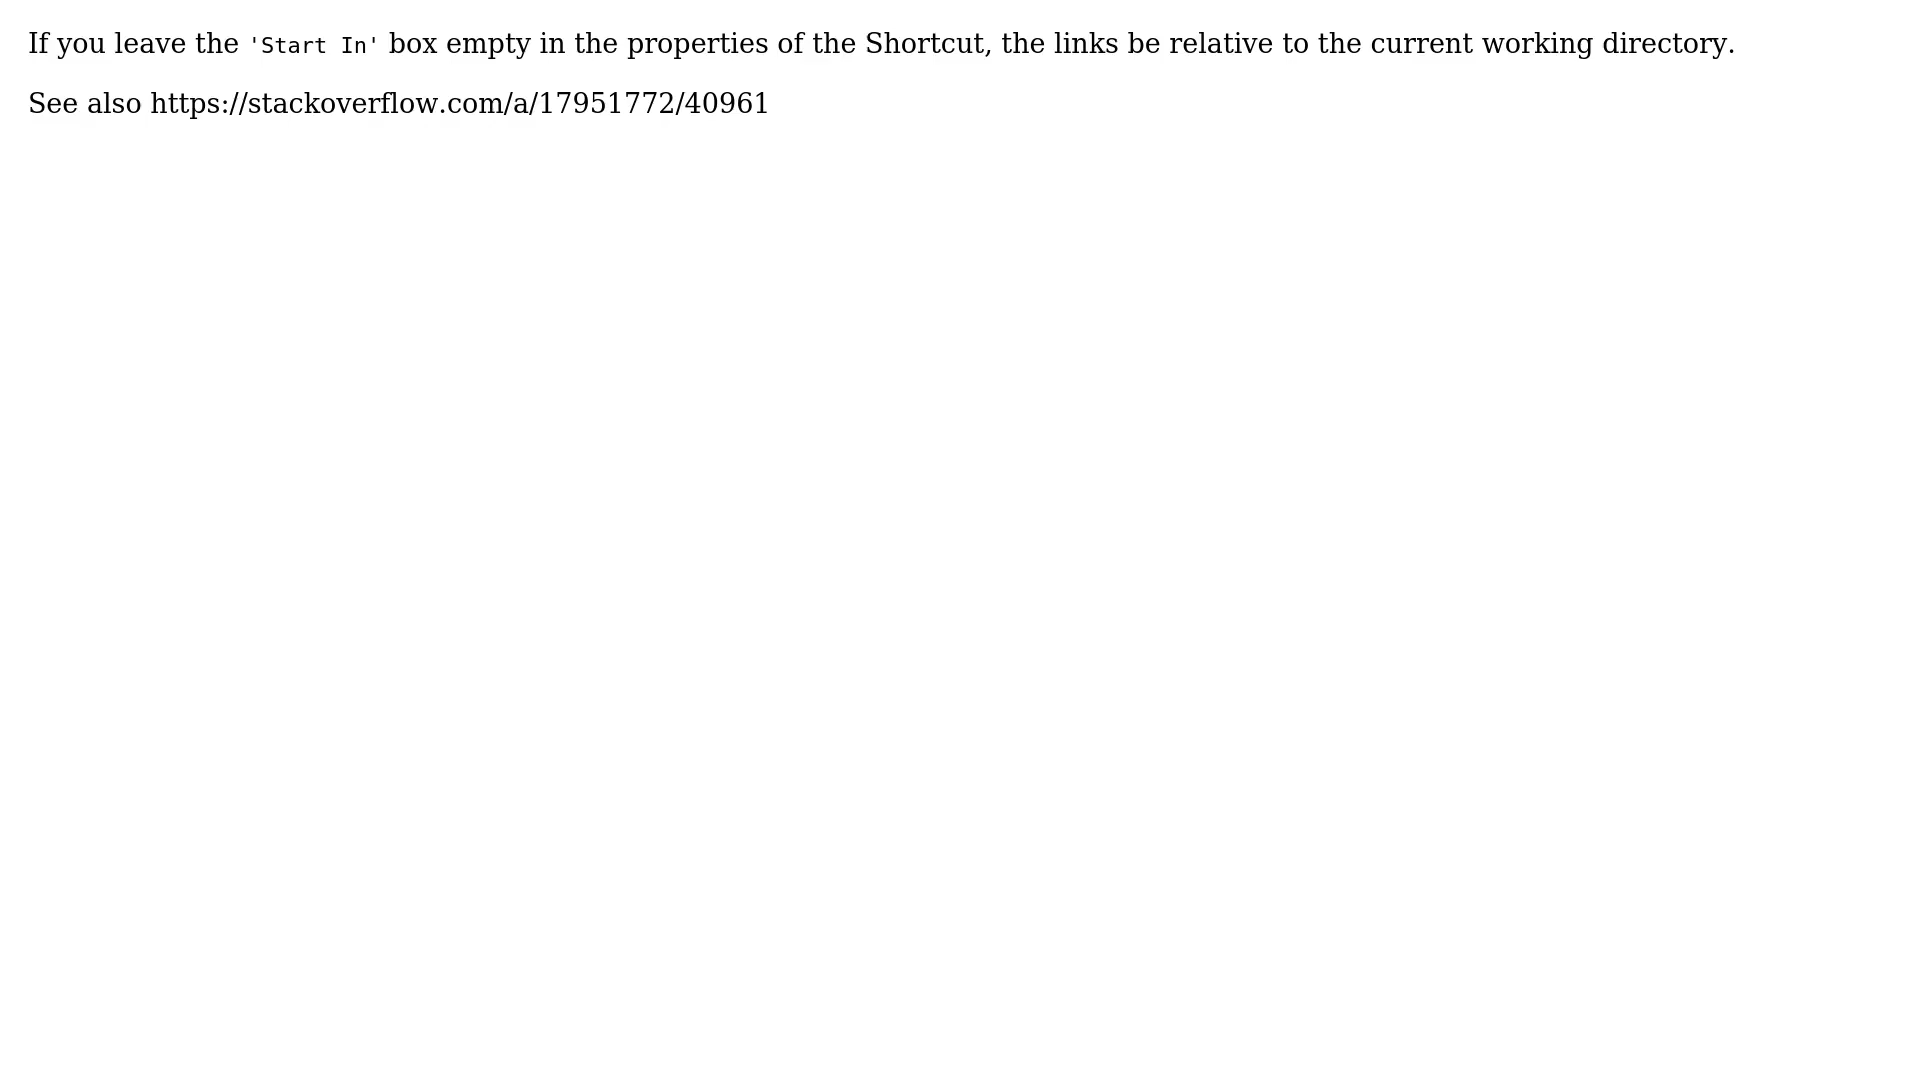 If you leave the 'Start In' box empty in the properties of the Shortcut, the links be relative to the current working directory.
See also https://stackoverflow.com/a/17951772/40961